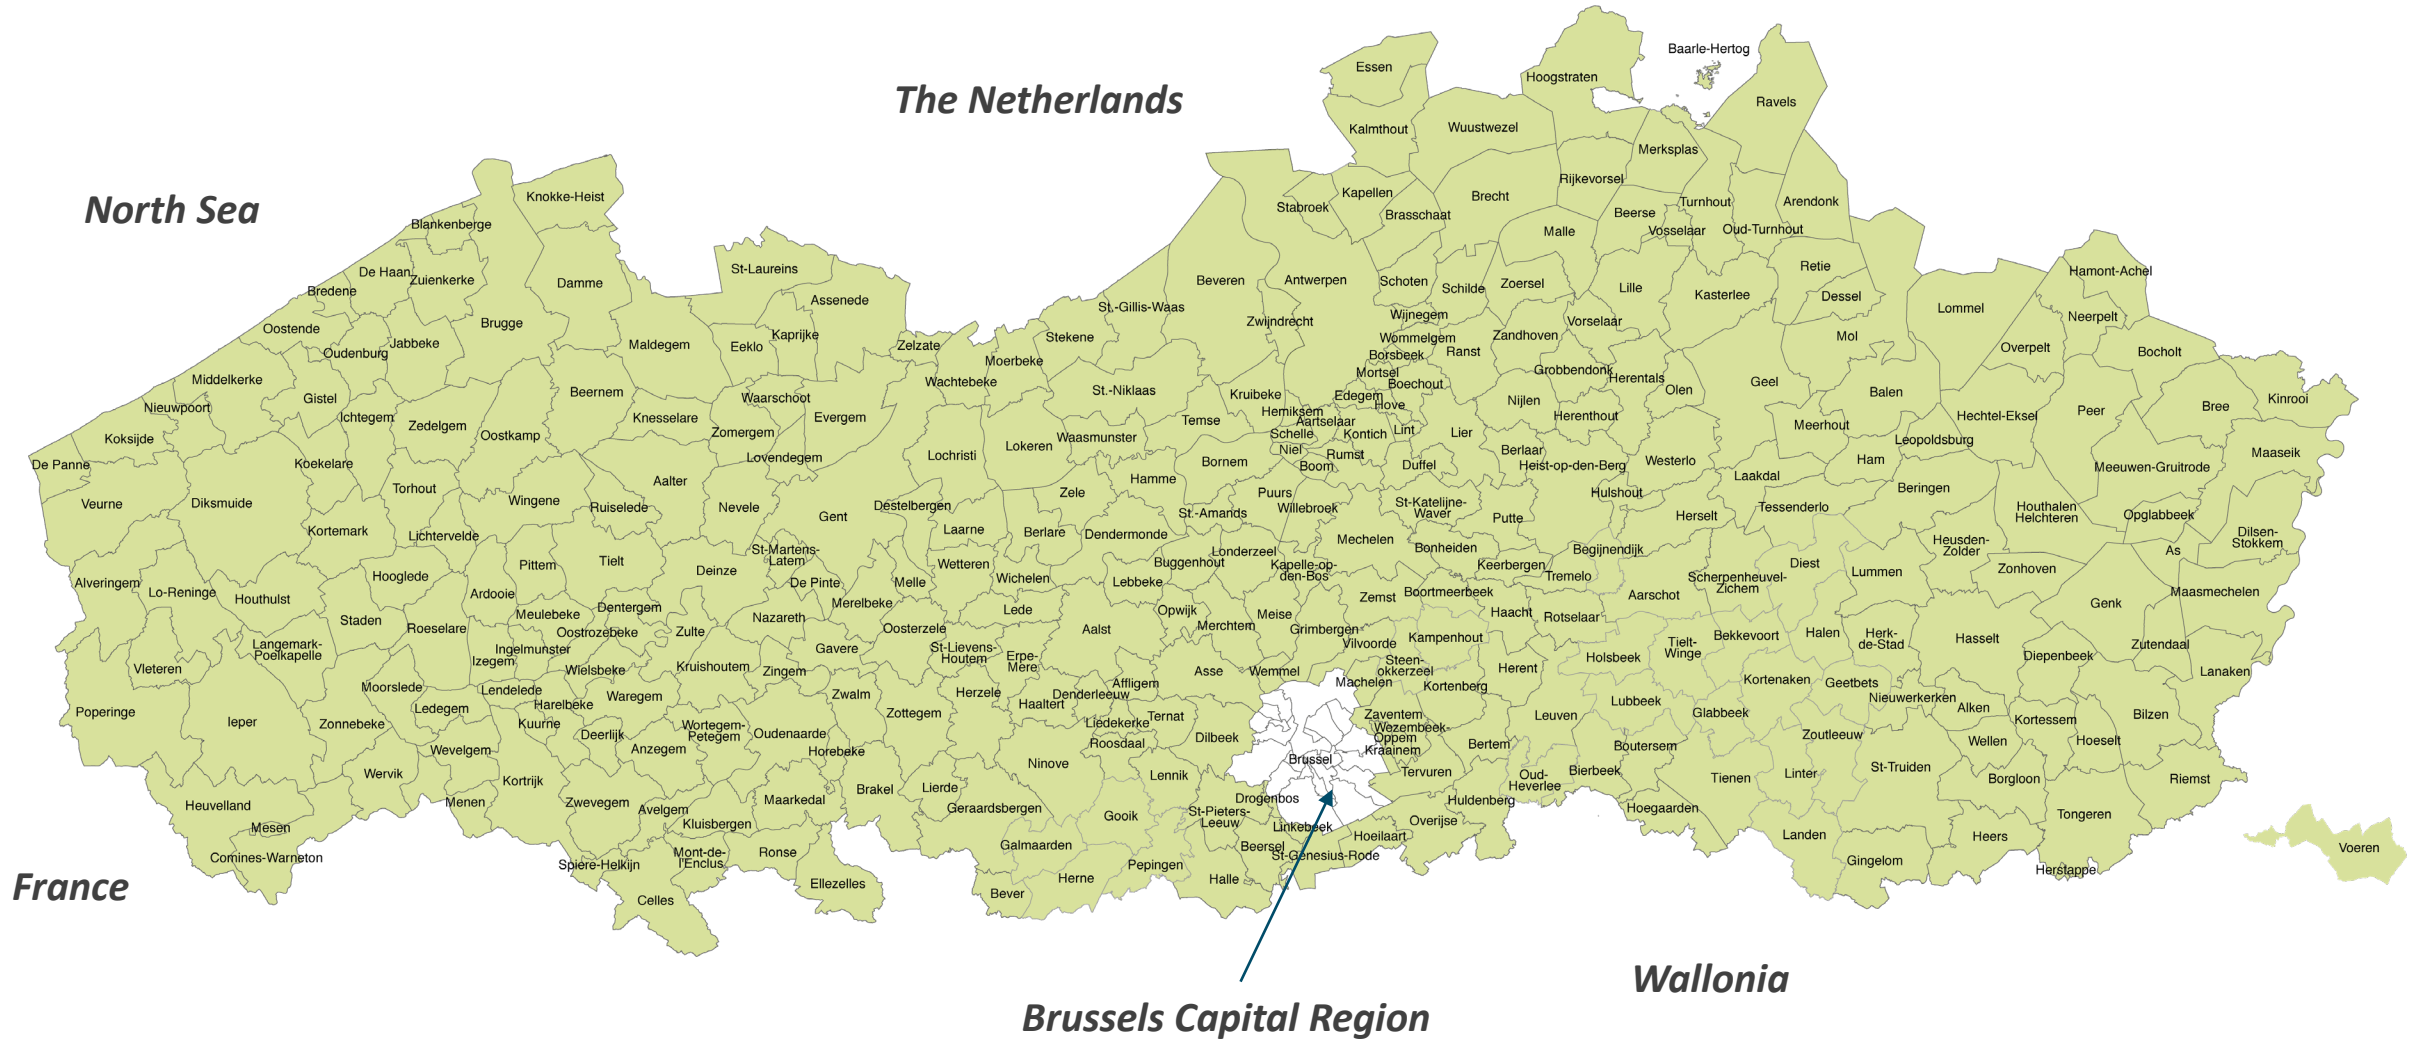 Baarle-Hertog
Essen
Hoogstraten
The Netherlands
Ravels
Kalmthout
Wuustwezel
Merksplas
Rijkevorsel
North Sea
Knokke-Heist
Kapellen
Brecht
Stabroek
Brasschaat
Turnhout
Arendonk
Beerse
Blankenberge
Malle
Vosselaar
Oud-Turnhout
De Haan
Zuienkerke
St-Laureins
Retie
Hamont-Achel
Damme
Beveren
Antwerpen
Schoten
Schilde
Zoersel
Lille
Bredene
Assenede
Kasterlee
Dessel
St.-Gillis-Waas
Lommel
Neerpelt
Wijnegem
Zwijndrecht
Vorselaar
Brugge
Oostende
Kaprijke
Stekene
Wommelgem
Zandhoven
Mol
Jabbeke
Maldegem
Eeklo
Zelzate
Overpelt
Oudenburg
Borsbeek
Ranst
Bocholt
Moerbeke
Mortsel
Grobbendonk
Herentals
Middelkerke
Wachtebeke
Boechout
Geel
Beernem
St.-Niklaas
Olen
Balen
Gistel
Waarschoot
Kruibeke
Edegem
Hove
Nijlen
Kinrooi
Nieuwpoort
Ichtegem
Knesselare
Evergem
Hemiksem
Herenthout
Hechtel-Eksel
Peer
Bree
Zedelgem
Temse
Aartselaar
Meerhout
Koksijde
Oostkamp
Zomergem
Waasmunster
Schelle
Kontich
Lint
Lier
Leopoldsburg
Lokeren
Niel
Berlaar
Lochristi
Lovendegem
Rumst
Maaseik
De Panne
Koekelare
Bornem
Boom
Duffel
Heist-op-den-Berg
Westerlo
Ham
Meeuwen-Gruitrode
Laakdal
Hamme
Aalter
Torhout
Zele
Puurs
Hulshout
Beringen
Veurne
Diksmuide
Wingene
Ruiselede
Nevele
Destelbergen
Willebroek
St-Katelijne-
Waver
Tessenderlo
Houthalen
Helchteren
Gent
St.-Amands
Putte
Herselt
Opglabbeek
Kortemark
Lichtervelde
Laarne
Berlare
Dendermonde
Mechelen
Dilsen-
Stokkem
Heusden-
Zolder
St-Martens-
Latem
Londerzeel
Bonheiden
Begijnendijk
As
Tielt
Pittem
Wetteren
Buggenhout
Kapelle-op-
den-Bos
Keerbergen
Diest
Deinze
Hooglede
Wichelen
Tremelo
Lummen
Zonhoven
Alveringem
De Pinte
Melle
Lebbeke
Scherpenheuvel-
Zichem
Lo-Reninge
Houthulst
Ardooie
Zemst
Boortmeerbeek
Aarschot
Maasmechelen
Merelbeke
Dentergem
Lede
Opwijk
Meise
Haacht
Genk
Staden
Meulebeke
Nazareth
Rotselaar
Roeselare
Oostrozebeke
Zulte
Oosterzele
Aalst
Merchtem
Grimbergen
Halen
Herk-
de-Stad
Hasselt
Langemark-
Poelkapelle
Ingelmunster
Gavere
St-Lievens-
Houtem
Vilvoorde
Kampenhout
Tielt-
Winge
Bekkevoort
Zutendaal
Izegem
Erpe-
Mere
Holsbeek
Diepenbeek
Vleteren
Wielsbeke
Kruishoutem
Zingem
Asse
Wemmel
Steen-
okkerzeel
Herent
Lanaken
Moorslede
Lendelede
Waregem
Zwalm
Herzele
Affligem
Denderleeuw
Machelen
Kortenberg
Kortenaken
Geetbets
Nieuwerkerken
Poperinge
Ieper
Ledegem
Harelbeke
Haaltert
Lubbeek
Alken
Zonnebeke
Kuurne
Zottegem
Liedekerke
Ternat
Zaventem
Leuven
Glabbeek
Kortessem
Bilzen
Deerlijk
Wortegem-
Petegem
Oudenaarde
Roosdaal
Dilbeek
Wezembeek-
Oppem
Zoutleeuw
Wevelgem
Anzegem
Horebeke
Kraainem
Bertem
Boutersem
Wellen
Hoeselt
Ninove
Brussel
Wervik
Kortrijk
Lennik
Tervuren
Oud-
Heverlee
Bierbeek
Tienen
Linter
St-Truiden
Borgloon
Riemst
Brakel
Lierde
Heuvelland
Menen
Zwevegem
Avelgem
Maarkedal
Geraardsbergen
Drogenbos
Huldenberg
Hoegaarden
Gooik
St-Pieters-
Leeuw
Overijse
Tongeren
Mesen
Kluisbergen
Linkebeek
Hoeilaart
Landen
Heers
Galmaarden
Beersel
Voeren
Comines-Warneton
Mont-de-
l'Enclus
Ronse
St-Genesius-Rode
Gingelom
Spiere-Helkijn
Pepingen
Herstappe
France
Ellezelles
Herne
Halle
Bever
Celles
Wallonia
Brussels Capital Region